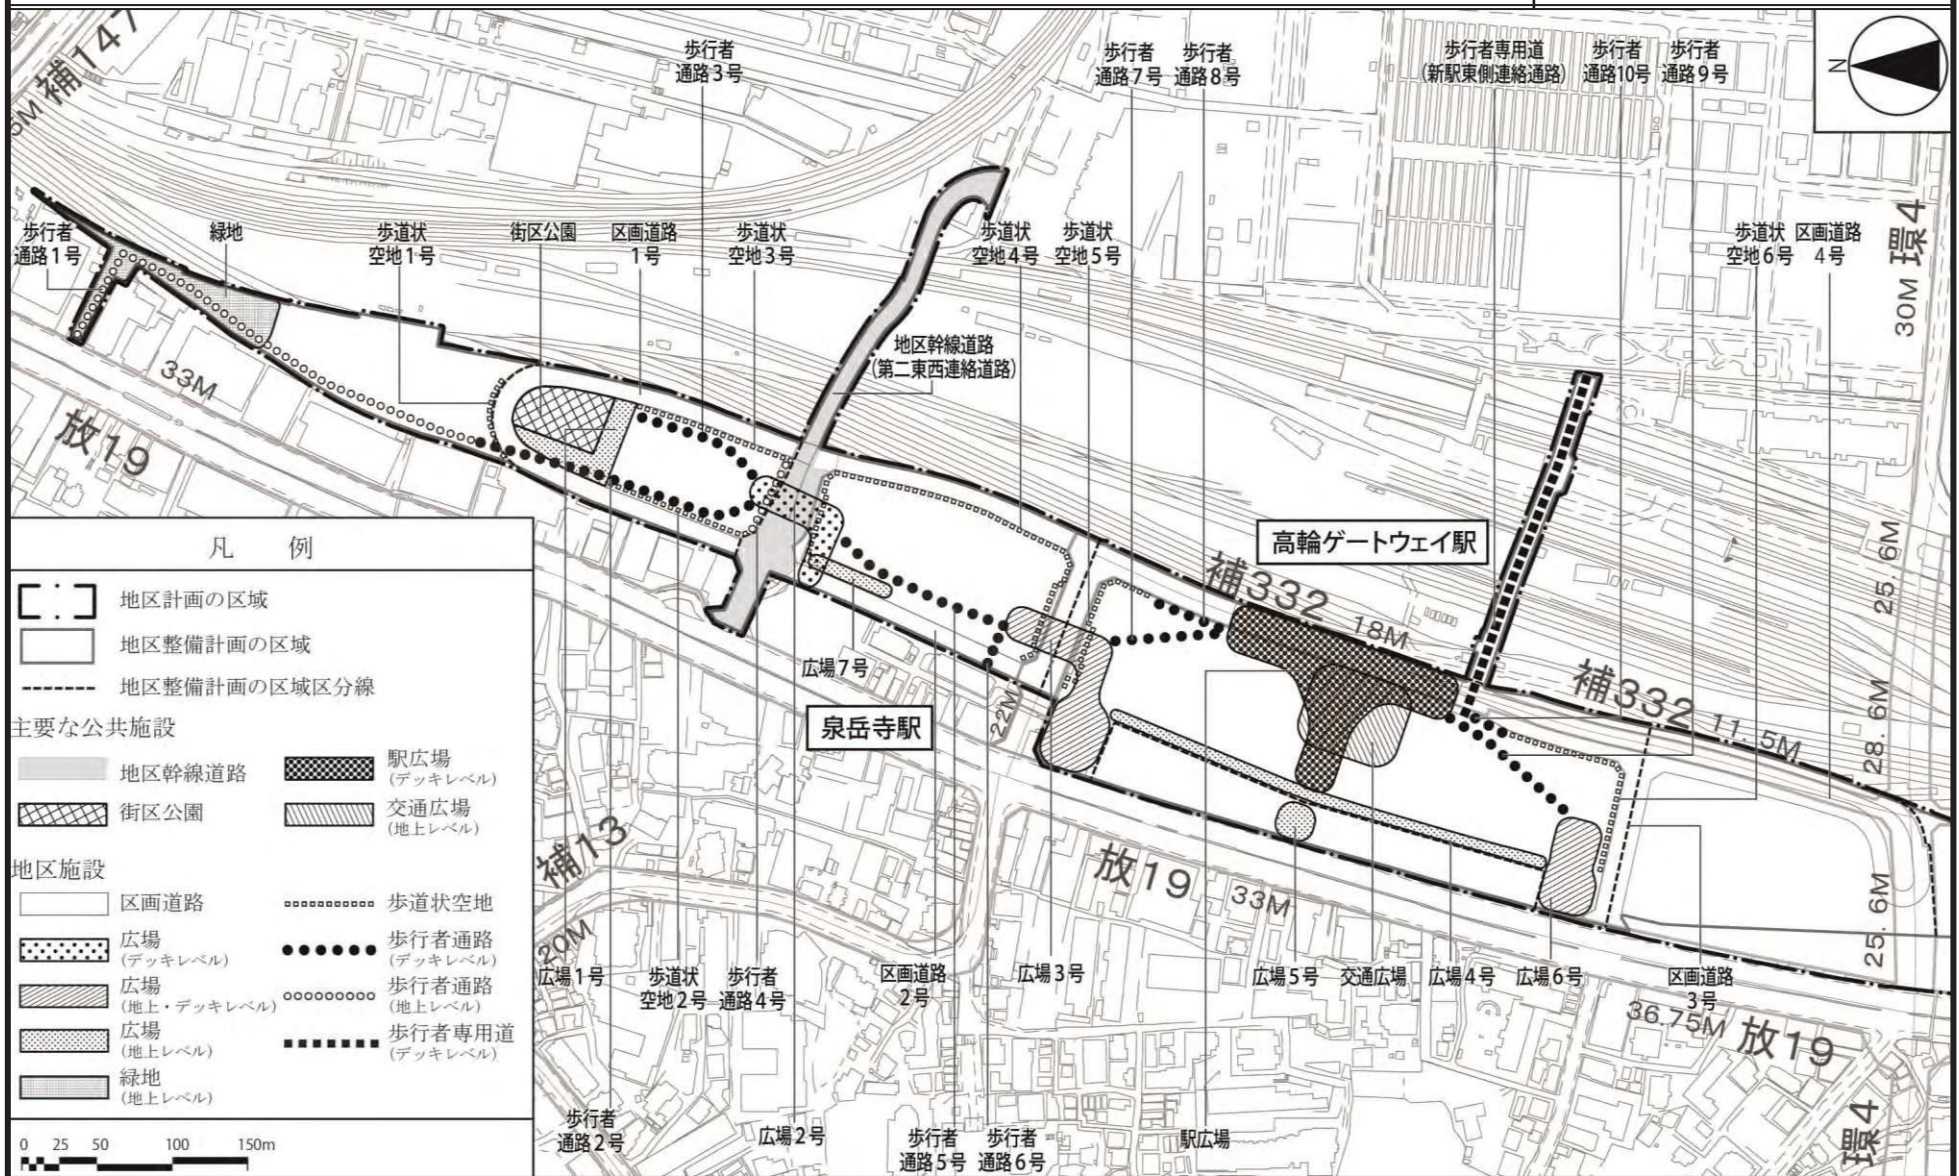 補147
5M
歩行者
通路3号
歩行者
通路7号
歩行者
通路8号
歩行者専用道
(新駅東側連絡通路)
歩行者
通路10号
歩行者
通路9号
N
歩行者
通路1号
緑地
歩道状
空地1号
街区公園
区画道路
1号
歩道状
空地3号
歩道状
空地4号
歩道状
空地5号
歩道状
空地6号
区画道路
4号
環4
30M
地区幹線道路
(第二東西連絡道路)
33M
放19
高輪ゲートウェイ駅
補332
18M
補332
11.5M
25.6M
28.6M
25.6M
広場7号
泉岳寺駅
22M
放19
33M
補13
20M
凡 例
地区計画の区域
地区整備計画の区域
地区整備計画の区域区分線
主要な公共施設
地区幹線道路
駅広場
(デッキレベル)
街区公園
交通広場
(地上レベル)
地区施設
区画道路
歩道状空地
広場
(デッキレベル)
歩行者通路
(デッキレベル)
広場
(地上・デッキレベル)
歩行者通路
(地上レベル)
広場
(地上レベル)
歩行者専用道
(デッキレベル)
緑地
(地上レベル)
0 25 50 100 150m
広場1号
歩道状
空地2号
歩行者
通路4号
区画道路
2号
広場3号
広場5号
交通広場
広場4号
広場6号
区画道路
3号
36.75M
放19
環4
歩行者
通路2号
広場2号
歩行者
通路5号
歩行者
通路6号
駅広場